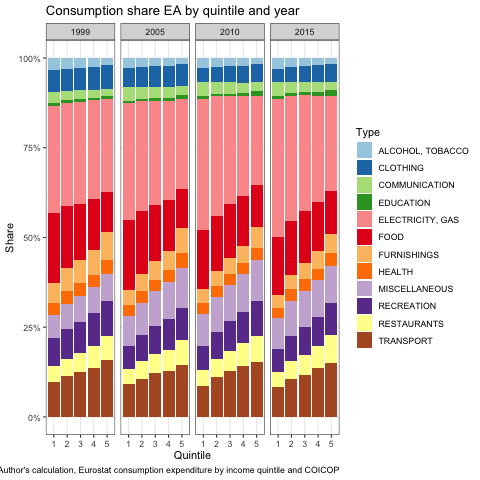 Consumption share EA by quintile and year
1999 2005 2010 2015
100%
75%
50%
25%
0%
Share
1 2 3 4 5 1 2 3 4 5 1 2 3 4 5 1 2 3 4 5
Quintile
Type
ALCOHOL, TOBACCO
CLOTHING
COMMUNICATION
EDUCATION
ELECTRICITY, GAS
FOOD
FURNISHINGS
HEALTH
MISCELLANEOUS
RECREATION
RESTAURANTS
TRANSPORT
Author's calculation, Eurostat consumption expenditure by income quintile and COICOP